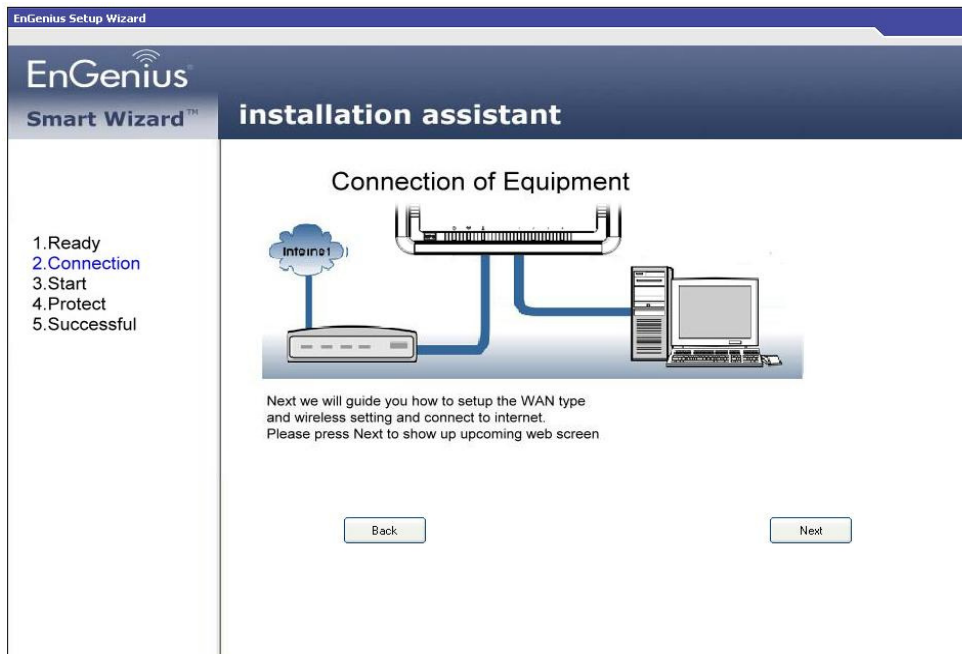 EnGenius Setup Wizard
EnGenius®
Smart Wizard™
installation assistant
1.Ready
2.Connection
3.Start
4.Protect
5.Successful
Connection of Equipment
Internet
Next we will guide you how to setup the WAN type
and wireless setting and connect to internet.
Please press Next to show up upcoming web screen
Back
Next